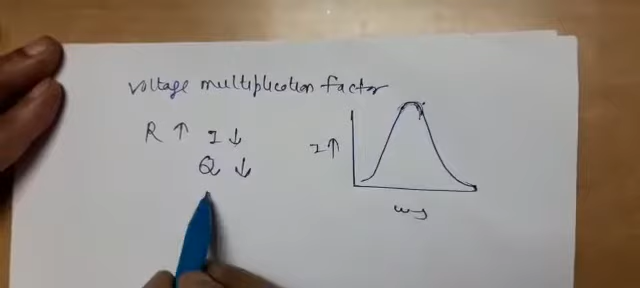 voltage multiplication factor
R ↑ I ↓
Q ↓
I ↑